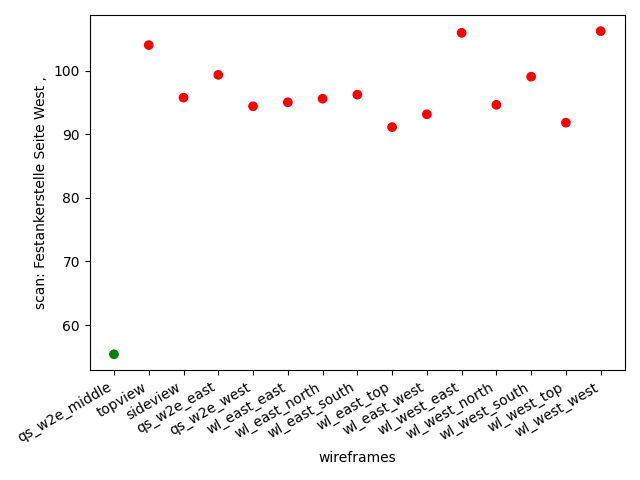 scan: Festankerstelle Seite West ,
100
90
80
70
60
qs_w2e_middle
topview
sideview
qs_w2e_east
qs_w2e_west
wl_east_east
wl_east_north
wl_east_south
wl_east_top
wl_east_west
wl_west_east
wl_west_north
wl_west_south
wl_west_top
wl_west_west
wireframes